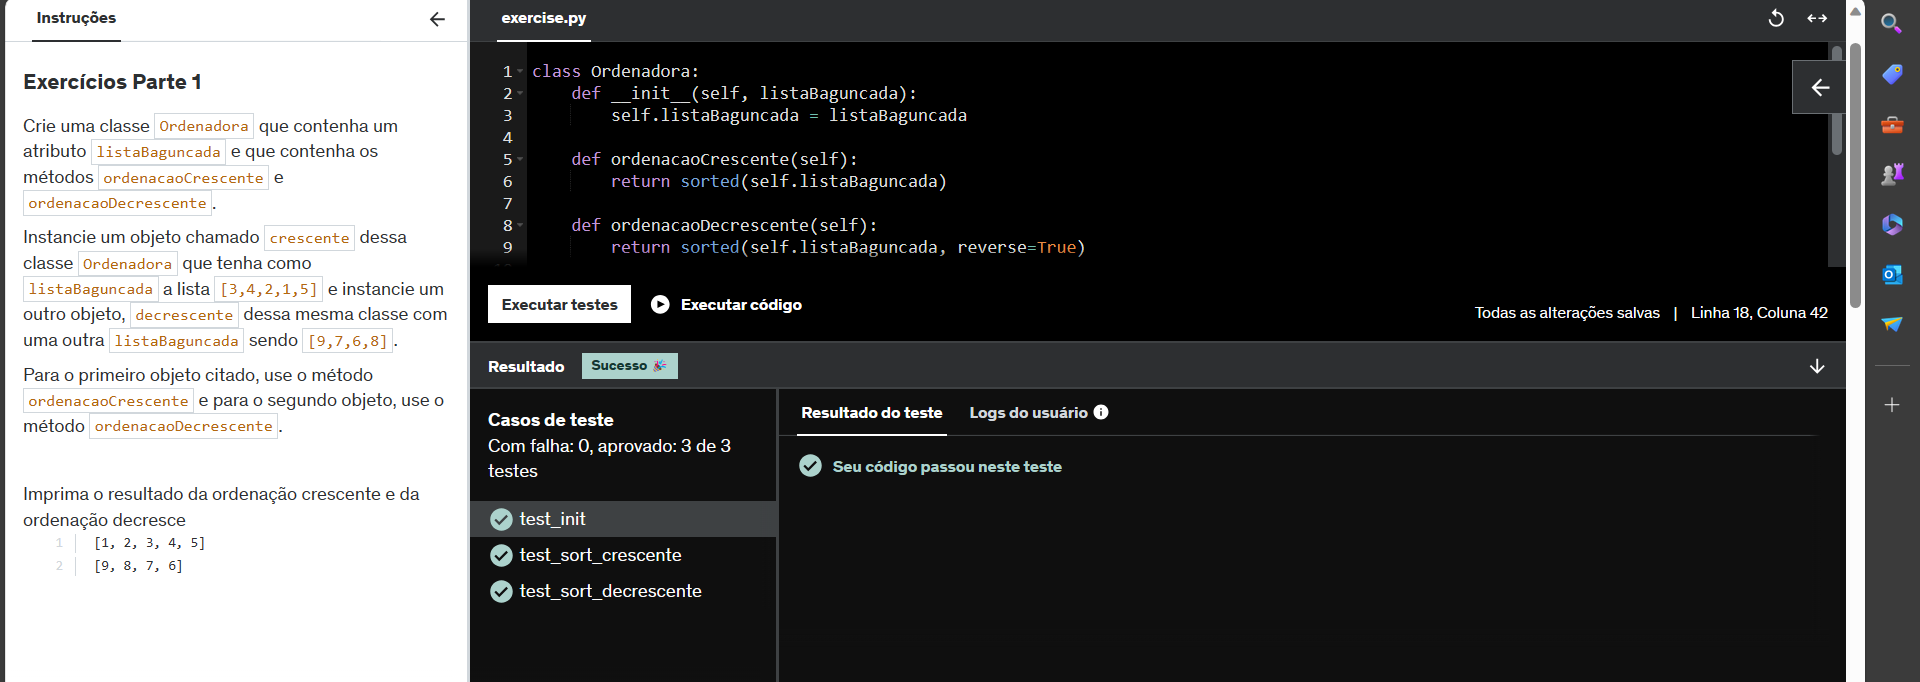 Instruções
Exercícios Parte 1
Crie uma classe Ordenadora que contenha um
atributo listaBaguncada e que contenha os
métodos ordenacaoCrescente e
ordenacaoDecrescente.
Instancie um objeto chamado crescente dessa
classe Ordenadora que tenha como
listaBaguncada a lista [3,4,2,1,5] e instancie um
outro objeto, decrescente dessa mesma classe com
uma outra listaBaguncada sendo [9,7,6,8].
Para o primeiro objeto citado, use o método
ordenacaoCrescente e para o segundo objeto, use o
método ordenacaoDecrescente.
Imprima o resultado da ordenação crescente e da
ordenação decresce
1 [1, 2, 3, 4, 5]
2 [9, 8, 7, 6]
exercise.py
1 class Ordenadora:
2     def __init__(self, listaBaguncada):
3         self.listaBaguncada = listaBaguncada
4
5     def ordenacaoCrescente(self):
6         return sorted(self.listaBaguncada)
7
8     def ordenacaoDecrescente(self):
9         return sorted(self.listaBaguncada, reverse=True)
Executar testes
Executar código
Todas as alterações salvas | Linha 18, Coluna 42
Resultado
Sucesso
Casos de teste
Com falha: 0, aprovado: 3 de 3
testes
test_init
test_sort_crescente
test_sort_decrescente
Resultado do teste
Logs do usuário
Seu código passou neste teste